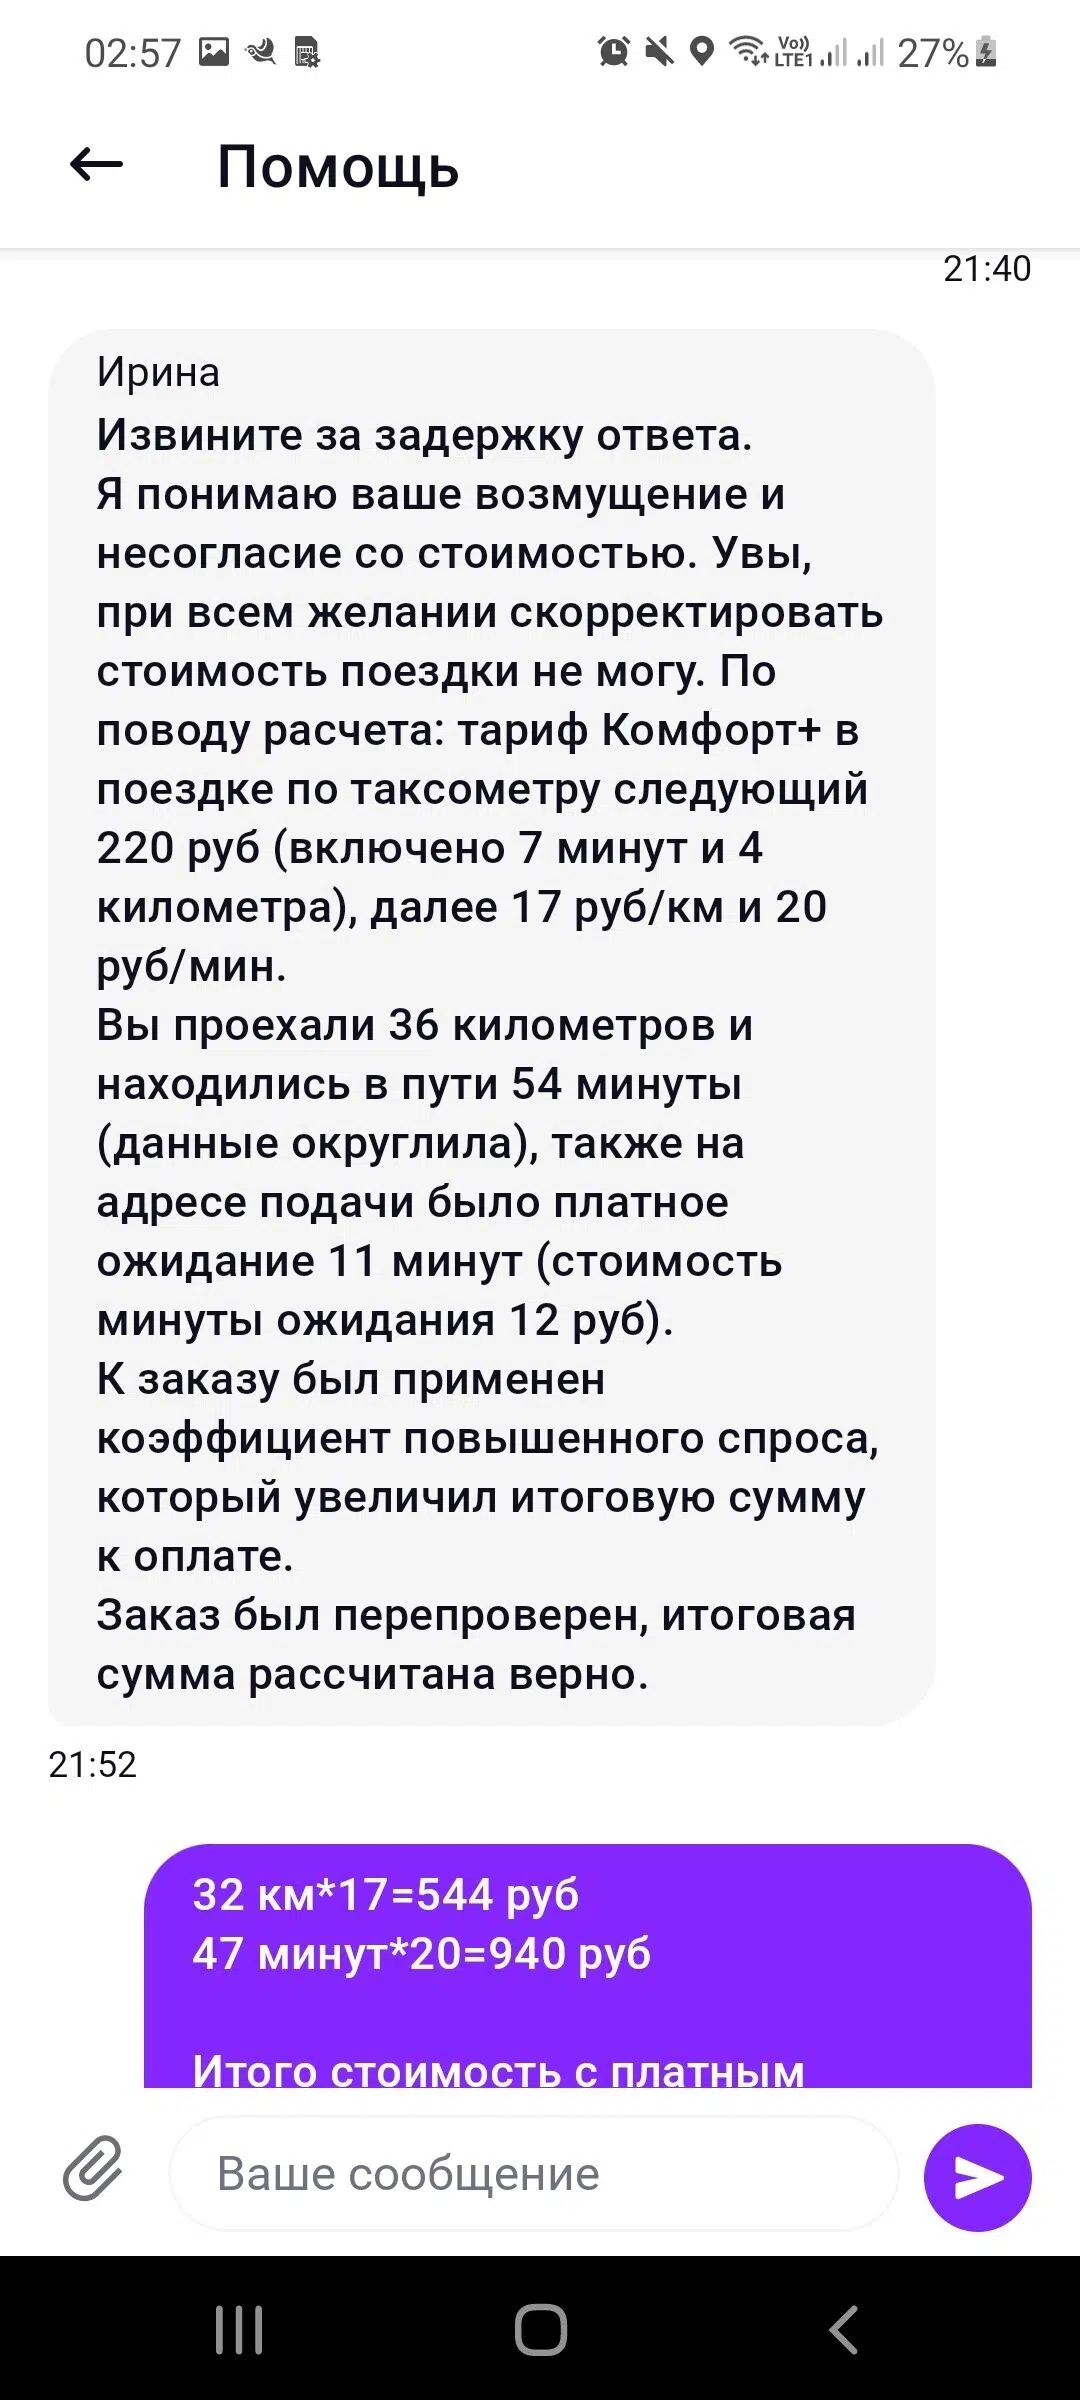 02:57
Vo))
LTE1
27%
Помощь
21:40
Ирина
Извините за задержку ответа.
Я понимаю ваше возмущение и
несогласие со стоимостью. Увы,
при всем желании скорректировать
стоимость поездки не могу. По
поводу расчета: тариф Комфорт+ в
поездке по таксометру следующий
220 руб (включено 7 минут и 4
километра), далее 17 руб/км и 20
руб/мин.
Вы проехали 36 километров и
находились в пути 54 минуты
(данные округлила), также на
адресе подачи было платное
ожидание 11 минут (стоимость
минуты ожидания 12 руб).
К заказу был применен
коэффициент повышенного спроса,
который увеличил итоговую сумму
к оплате.
Заказ был перепроверен, итоговая
сумма рассчитана верно.
21:52
32 км*17=544 руб
47 минут*20=940 руб
Итого стоимость с платным
Ваше сообщение